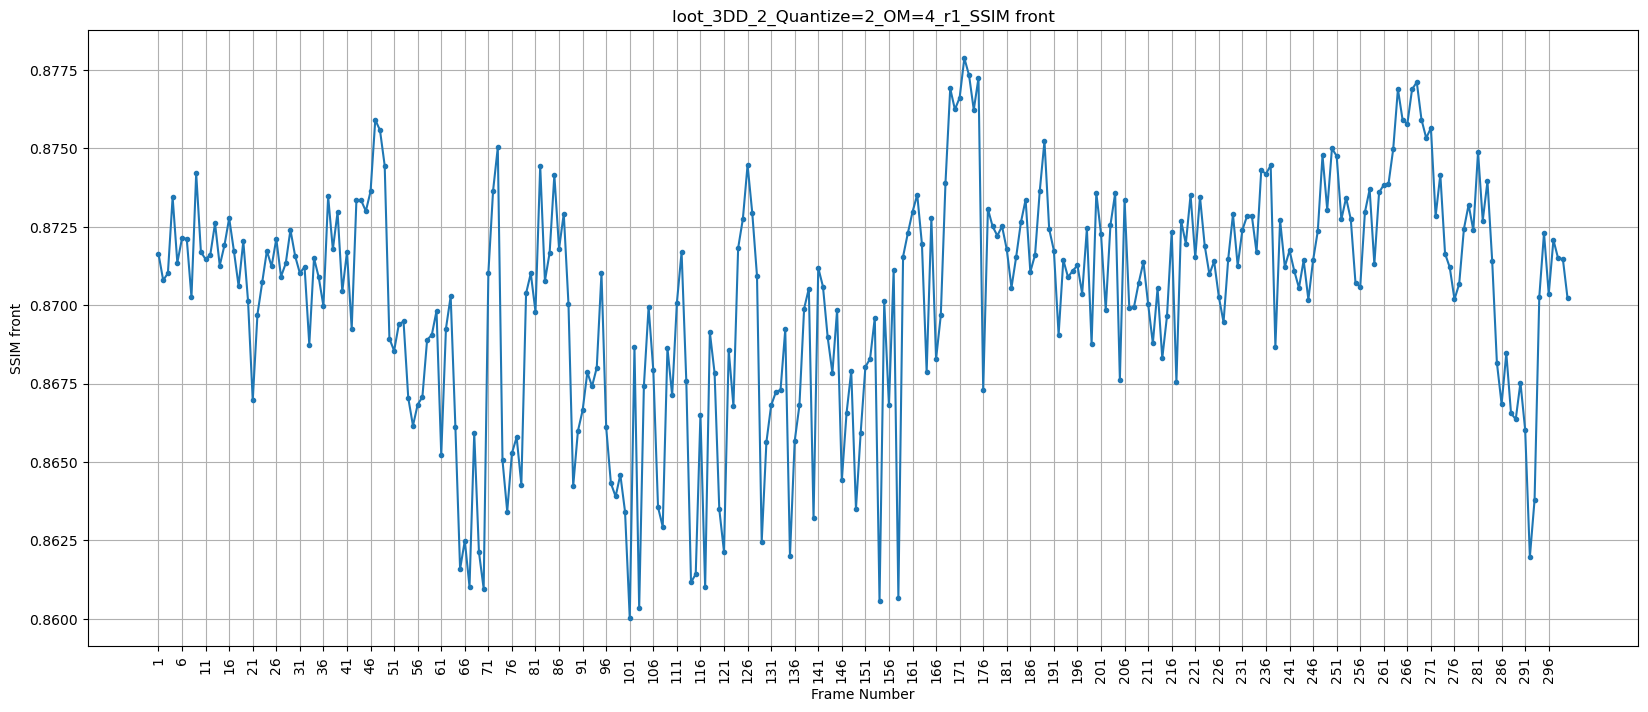 loot_3DD_2_Quantize=2_OM=4_r1_SSIM front
0.8775
0.8750
0.8725
0.8700
0.8675
0.8650
0.8625
0.8600
SSIM front
1 6 11 16 21 26 31 36 41 46 51 56 61 66 71 76 81 86 91 96 101 106 111 116 121 126 131 136 141 146 151 156 161 166 171 176 181 186 191 196 201 206 211 216 221 226 231 236 241 246 251 256 261 266 271 276 281 286 291 296
Frame Number